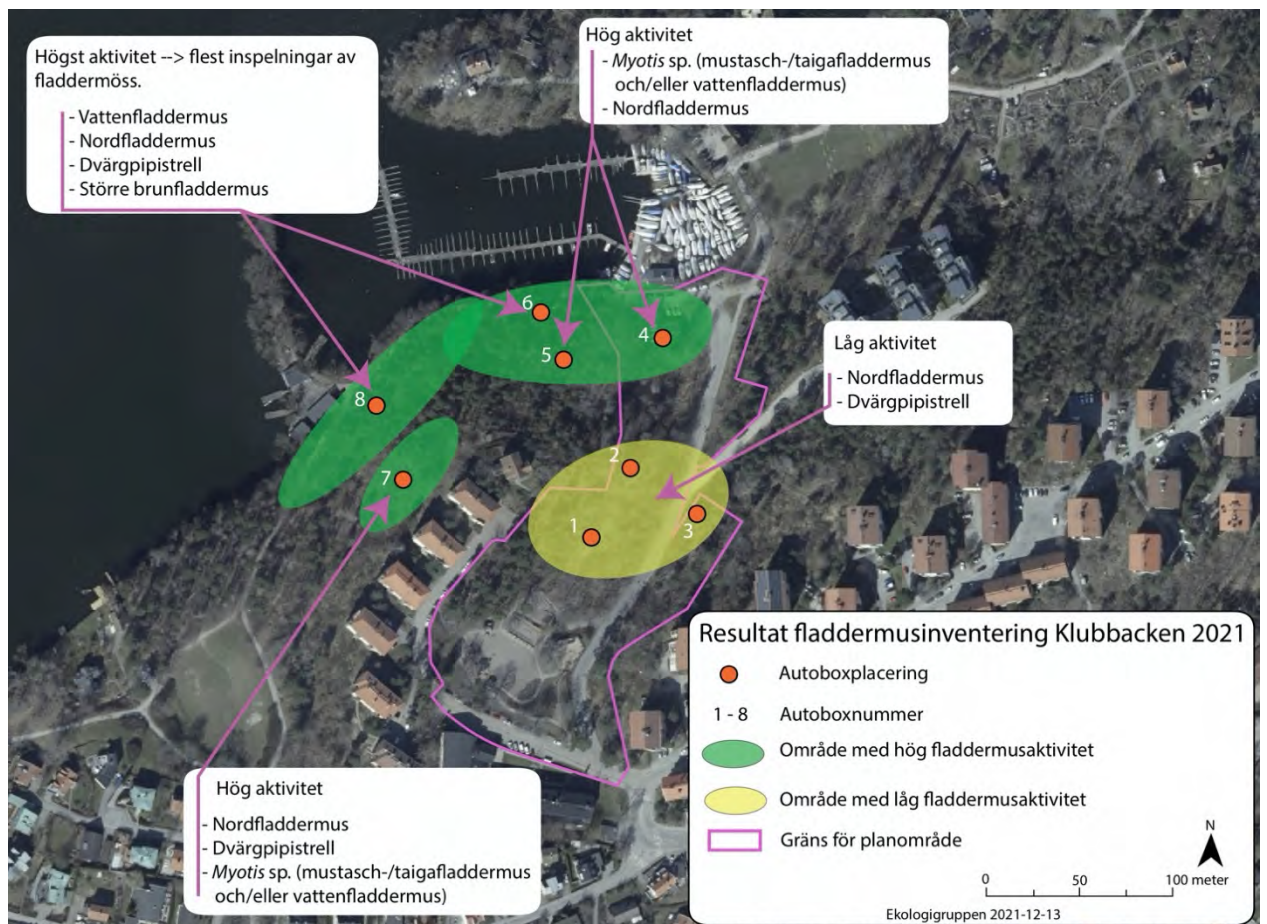 Högst aktivitet --> flest inspelningar av
fladdermöss.
- Vattenfladdermus
- Nordfladdermus
- Dvärgpipistrell
- Större brunfladdermus
Hög aktivitet
- Myotis sp. (mustasch-/taigafladdermus
och/eller vattenfladdermus)
- Nordfladdermus
Låg aktivitet
- Nordfladdermus
- Dvärgpipistrell
6
5
4
8
7
2
3
1
Hög aktivitet
- Nordfladdermus
- Dvärgpipistrell
- Myotis sp. (mustasch-/taigafladdermus
och/eller vattenfladdermus)
Resultat fladdermusinventering Klubbacken 2021
Autoboxplacering
1 - 8 Autoboxnummer
Område med hög fladdermusaktivitet
Område med låg fladdermusaktivitet
Gräns för planområde
N
0 50 100 meter
Ekologigruppen 2021-12-13